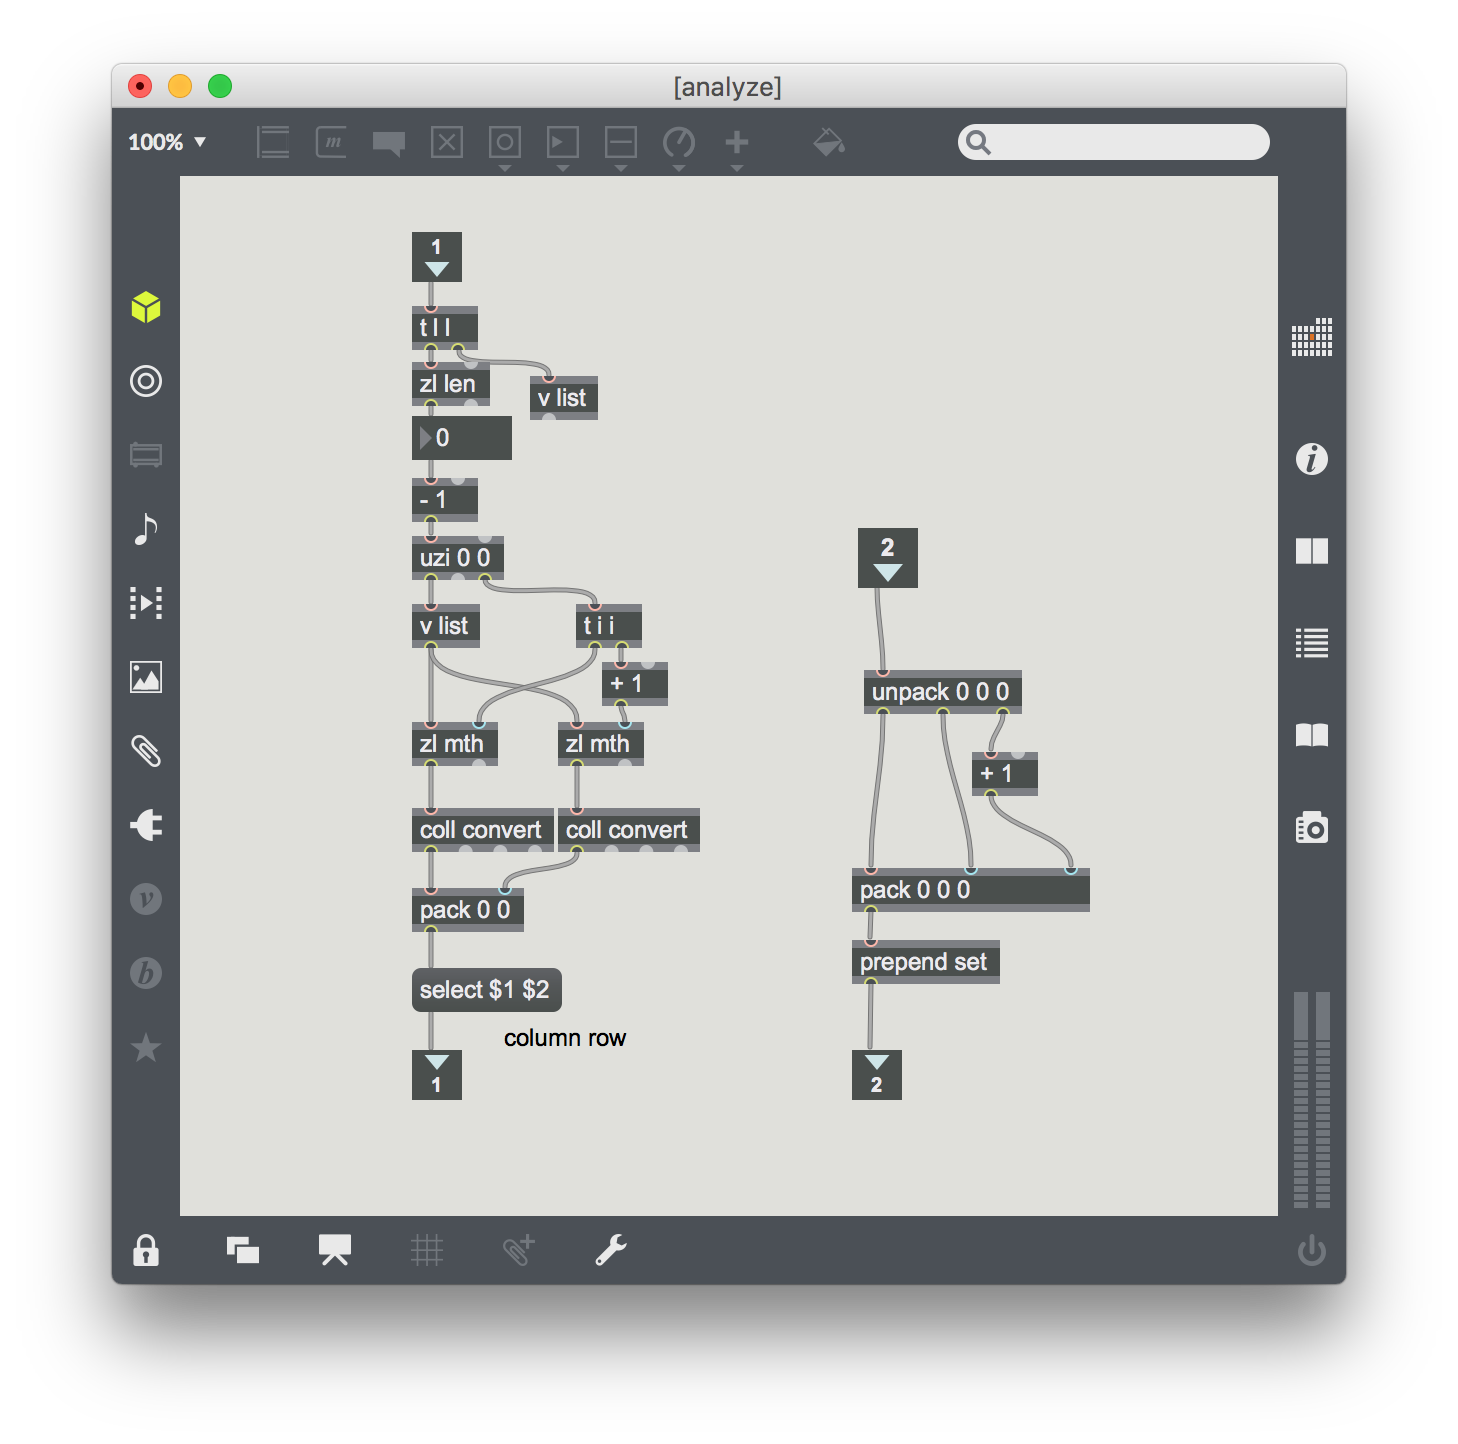 [analyze]
100%
1
t l l
zl len
v list
0
- 1
uzi 0 0
v list
t i i
+ 1
zl mth
zl mth
coll convert
coll convert
pack 0 0
select $1 $2
column row
1
2
unpack 0 0 0
+ 1
pack 0 0 0
prepend set
2
m
i
v
b